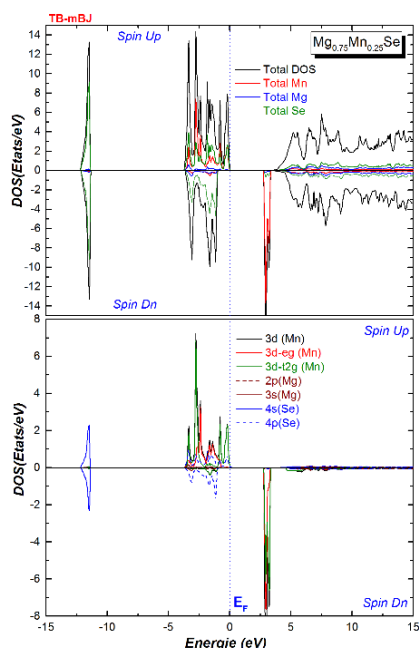 TB-mBJ
Spin Up
Mg0.75Mn0.25Se
Total DOS
Total Mn
Total Mg
Total Se
DOS(Etats/eV)
14
12
10
8
6
4
2
0
-2
-4
-6
-8
-10
-12
-14
Spin Dn
8
6
4
2
0
-2
-4
-6
-8
DOS(Etats/eV)
Spin Up
3d (Mn)
3d-eg (Mn)
3d-t2g (Mn)
2p(Mg)
3s(Mg)
4s(Se)
4p(Se)
EF
Spin Dn
-15 -10 -5 0 5 10 15
Energie (eV)